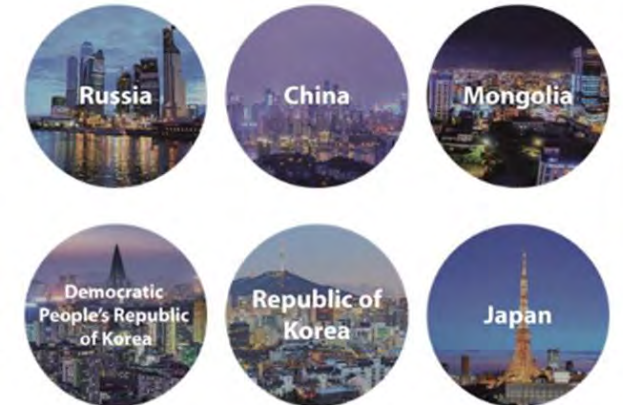 Russia
China
Mongolia
Democratic
People's Republic
of Korea
Republic of
Korea
Japan